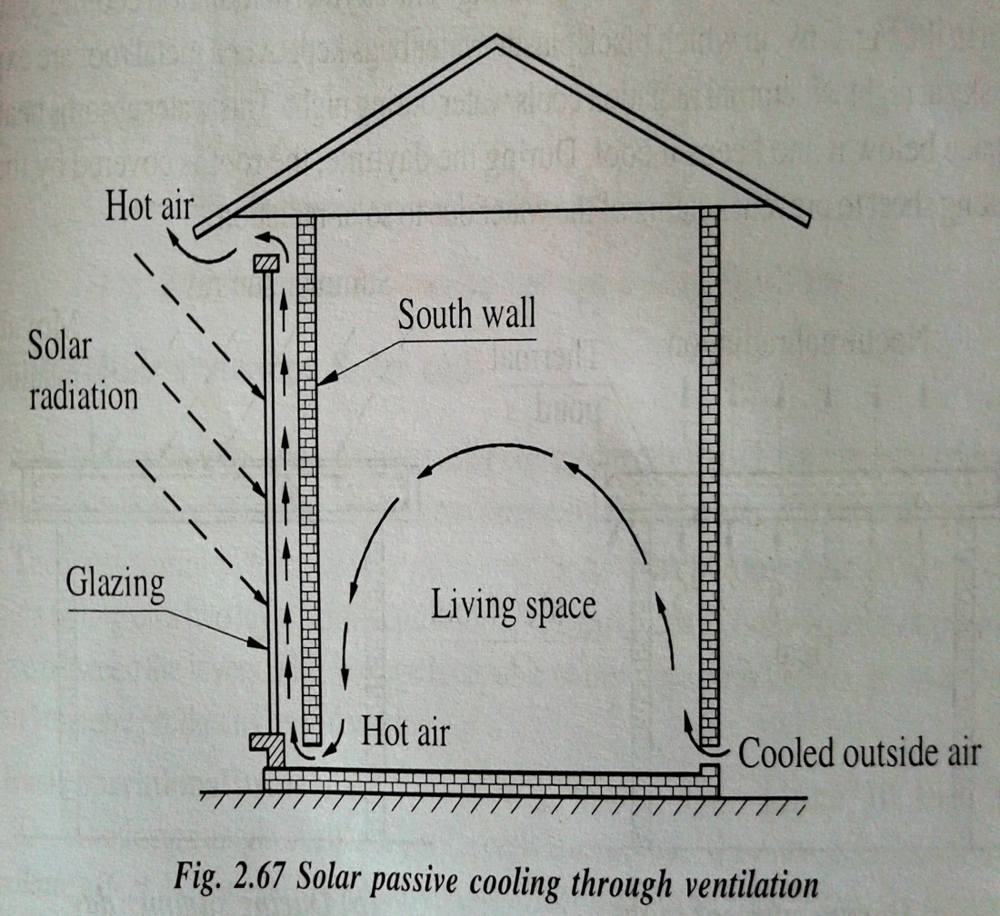 Hot air
South wall
Solar
radiation
Glazing
Living space
Hot air
Cooled outside air
Fig. 2.67 Solar passive cooling through ventilation